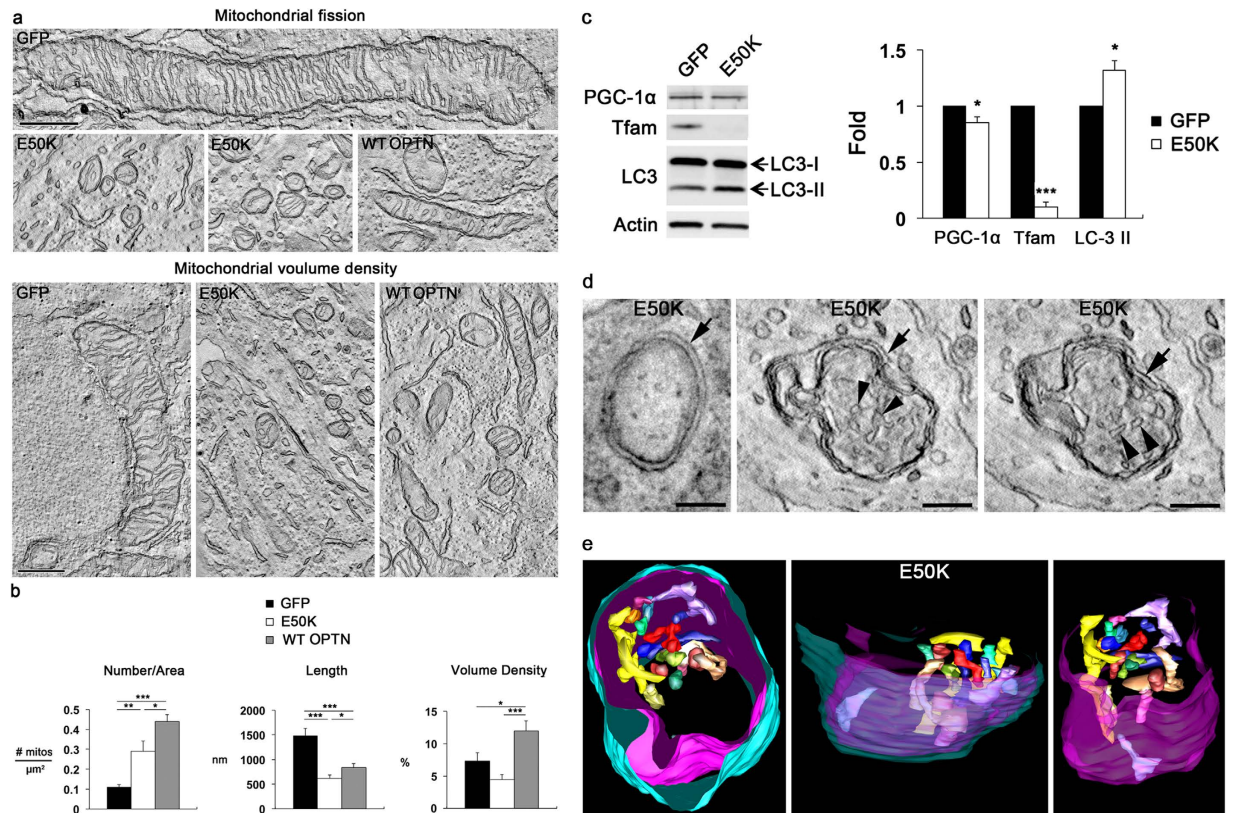 a
Mitochondrial fission
GFP
E50K
E50K
WT OPTN
Mitochondrial voulume density
GFP
E50K
WT OPTN
b
GFP
E50K
WT OPTN
Number/Area
# mitos
µm²
0.5
0.4
0.3
0.2
0.1
0
***
** *
Length
nm
2000
1500
1000
500
0
***
*** *
Volume Density
%
15
10
5
0
*
***
c
GFP
E50K
PGC-1α
Tfam
LC3
LC3-I
LC3-II
Actin
Fold
1.5
1
0.5
0
*
***
*
PGC-1α Tfam LC-3 II
GFP
E50K
d
E50K
E50K
E50K
e
E50K